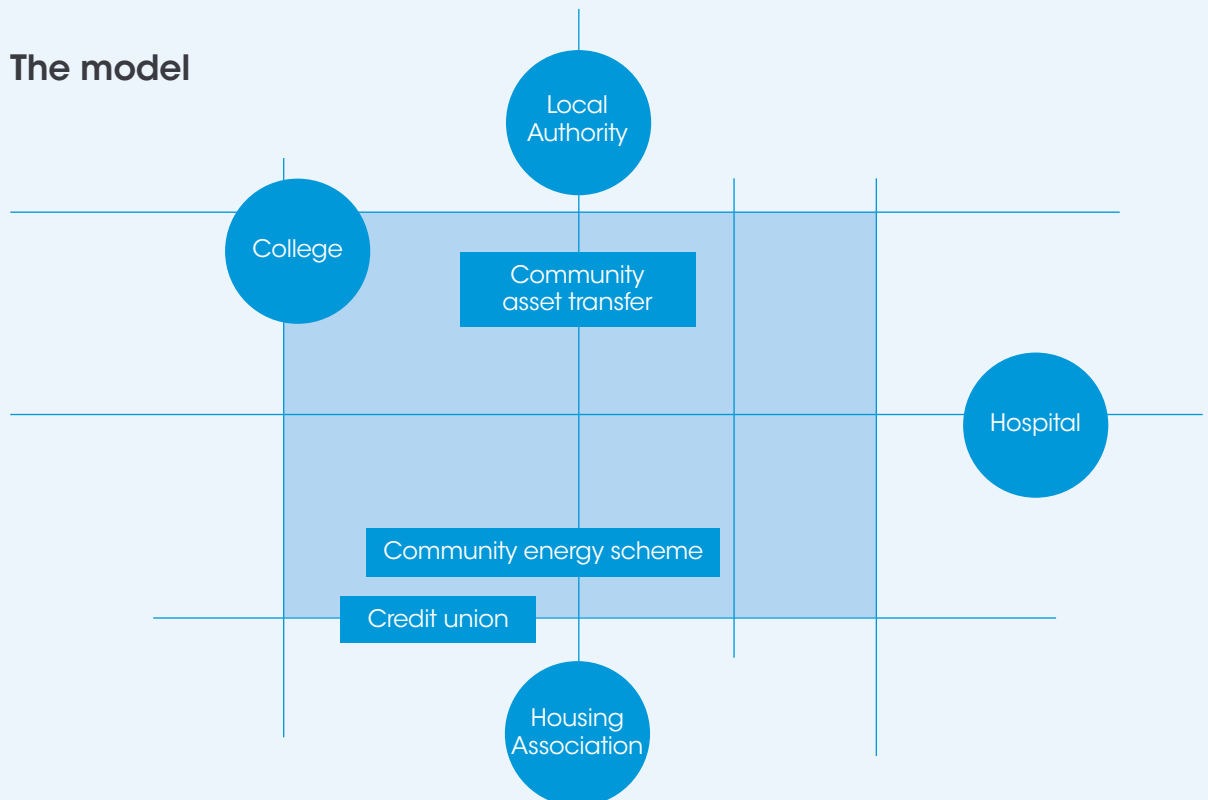 The model
Local
Authority
College
Community
asset transfer
Hospital
Community energy scheme
Credit union
Housing
Association